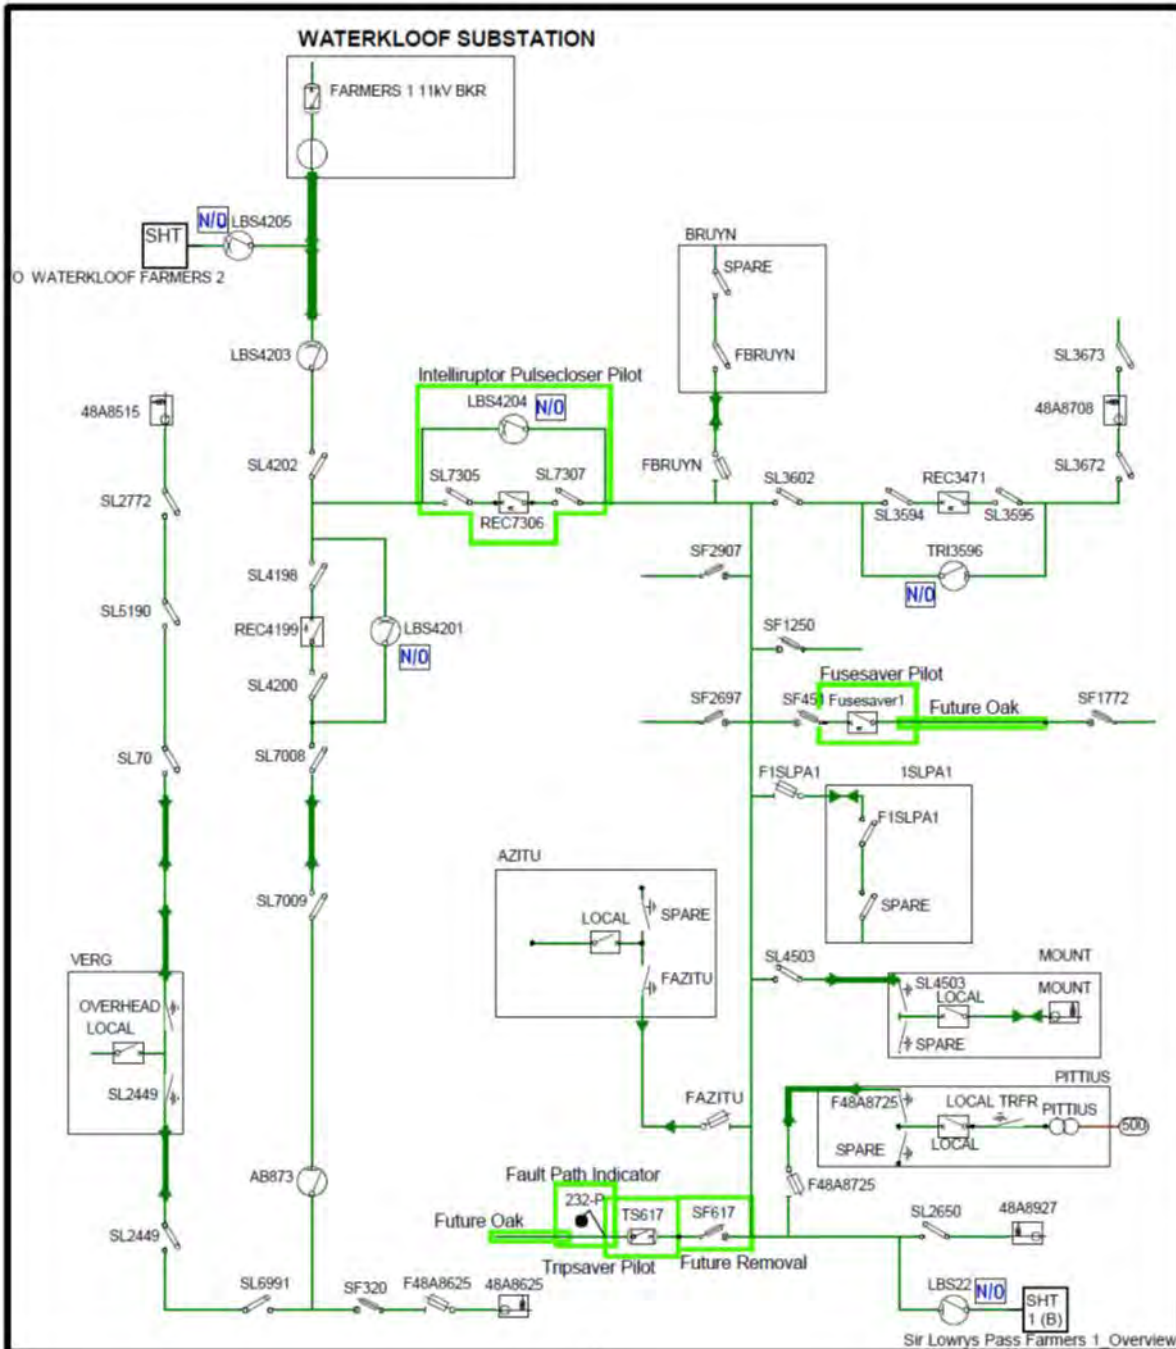 WATERKLOOF SUBSTATION
FARMERS 1 11kV BKR
N/O LBS4205
SHT
O WATERKLOOF FARMERS 2
BRUYN
SPARE
FBRUYN
LBS4203
Intelliruptor Pulsecloser Pilot
LBS4204 N/O
SL3673
48A8515
48A8708
SL4202
SL7305 SL7307
REC7306
FBRUYN
SL3602
REC3471
SL3672
SL2772
SL3594 SL3595
SF2907
TRI3596
N/O
SL4198
SL5190
REC4199
LBS4201
N/O
SF1250
SL4200
Fusesaver Pilot
SF2697
SF451 Fusesaver1
Future Oak
SF1772
SL70
SL7008
F1SLPA1
1SLPA1
F1SLPA1
SPARE
AZITU
SPARE
LOCAL
FAZITU
SL7009
VERG
OVERHEAD
LOCAL
SL2449
SL4503
MOUNT
SL4503
LOCAL
MOUNT
SPARE
PITTIUS
F48A8725
LOCAL TRFR
PITTIUS
500
LOCAL
SPARE
FAZITU
F48A8725
AB873
Fault Path Indicator
232-P
Future Oak
TS617
SF617
Tripsaver Pilot
Future Removal
SL2650
48A8927
SL2449
SL6991
SF320
F48A8625
48A8625
LBS22 N/O
SHT
1 (B)
Sir Lowrys Pass Farmers 1_Overview